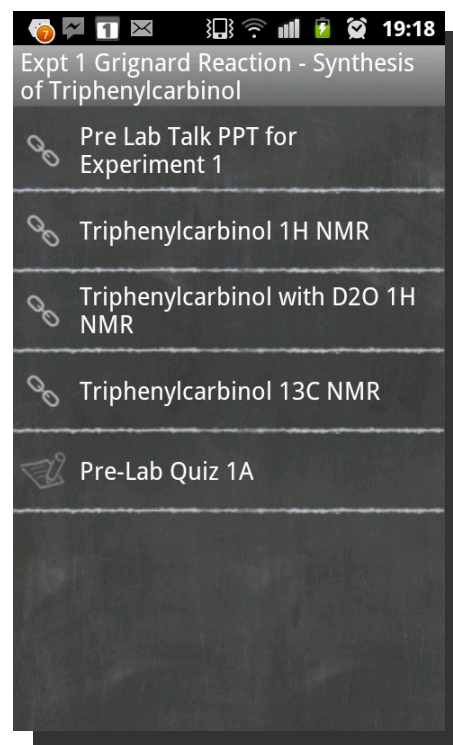 7 1 19:18
Expt 1 Grignard Reaction - Synthesis
of Triphenylcarbinol
Pre Lab Talk PPT for
Experiment 1
Triphenylcarbinol 1H NMR
Triphenylcarbinol with D2O 1H
NMR
Triphenylcarbinol 13C NMR
Pre-Lab Quiz 1A